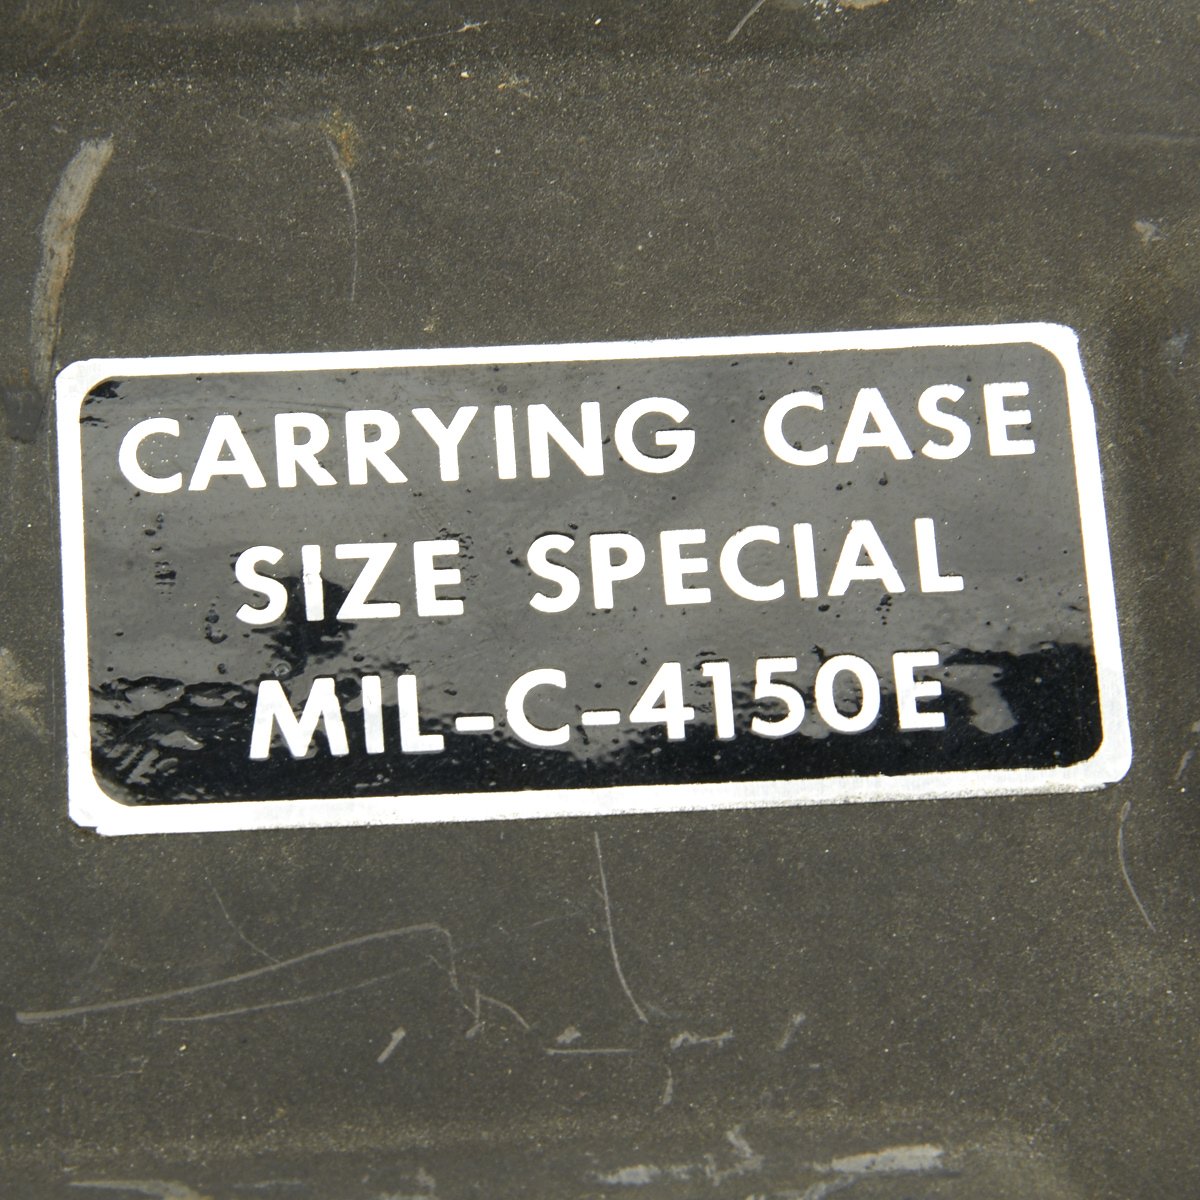 CARRYING CASE
SIZE SPECIAL
MIL-C-4150E